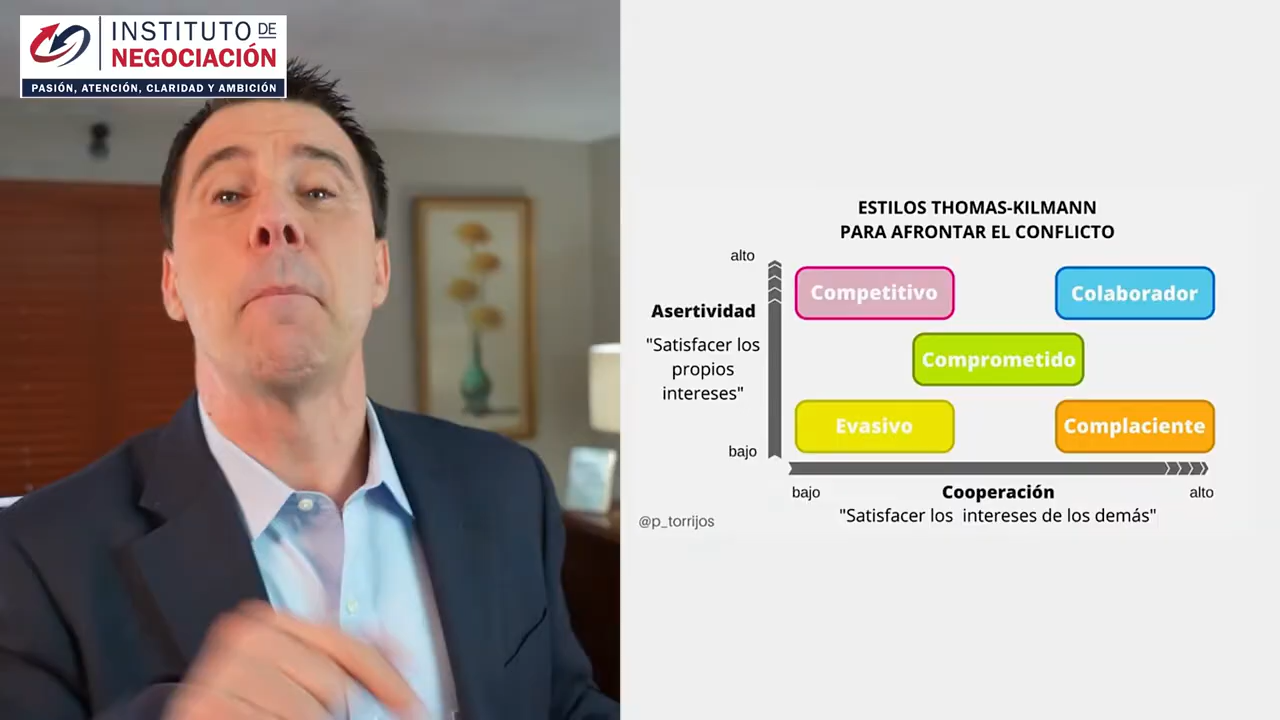 INSTITUTO DE
NEGOCIACIÓN
PASIÓN, ATENCIÓN, CLARIDAD Y AMBICIÓN
ESTILOS THOMAS-KILMANN
PARA AFRONTAR EL CONFLICTO
alto
Asertividad
"Satisfacer los
propios
intereses"
bajo
Competitivo
Colaborador
Comprometido
Evasivo
Complaciente
bajo
Cooperación
alto
"Satisfacer los intereses de los demás"
@p_torrijos